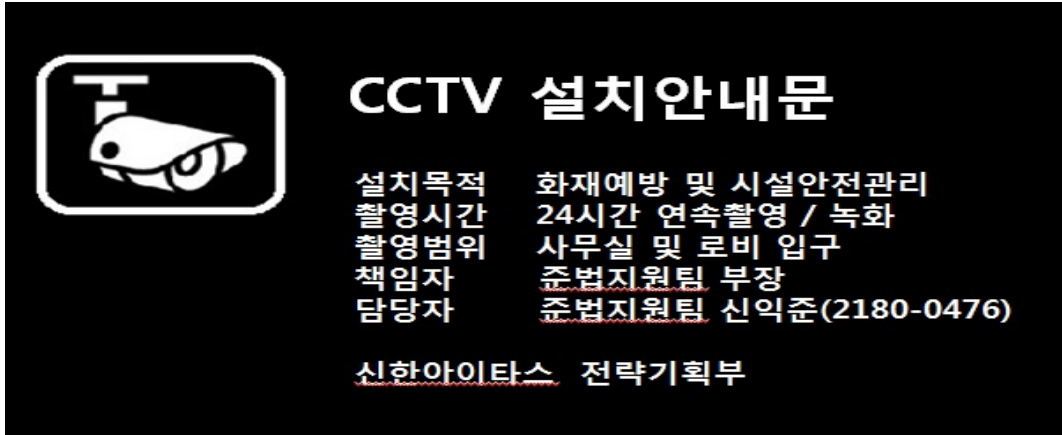 CCTV 설치안내문
설치목적 화재예방 및 시설안전관리
촬영시간 24시간 연속촬영 / 녹화
촬영범위 사무실 및 로비 입구
책임자 준법지원팀 부장
담당자 준법지원팀 신익준(2180-0476)
신한아이타스 전략기획부